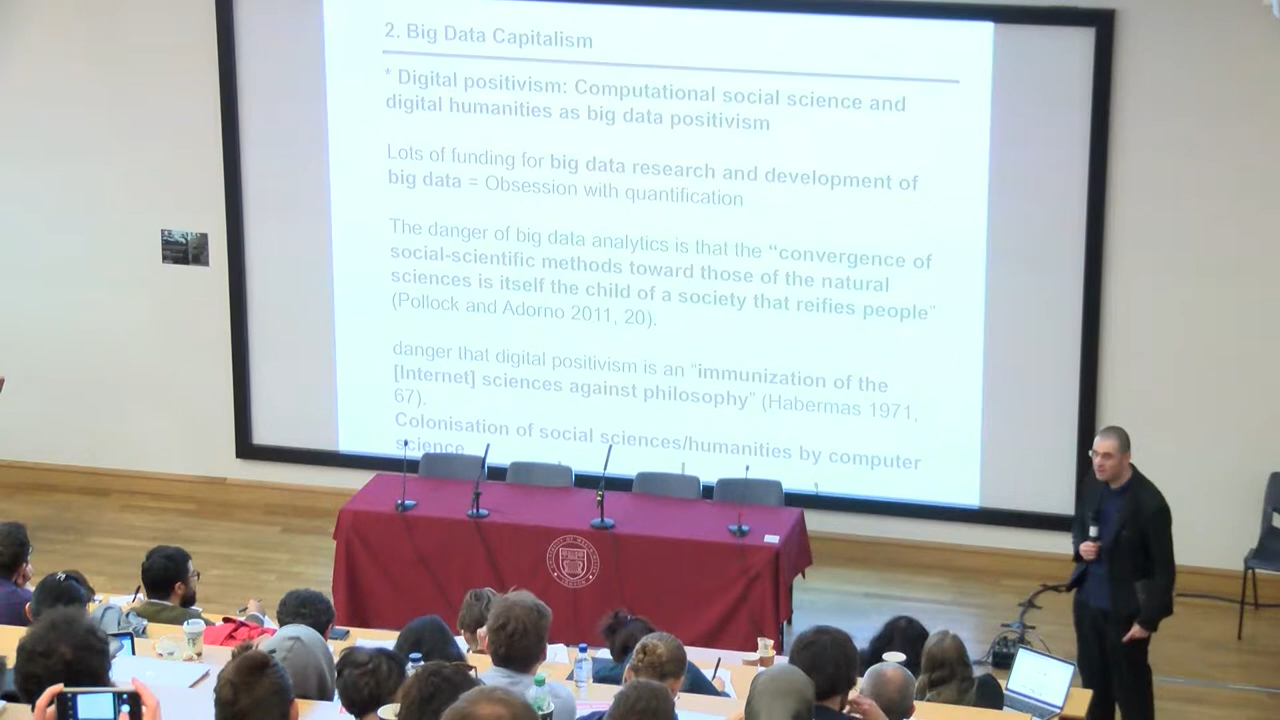 2. Big Data Capitalism
* Digital positivism: Computational social science and
digital humanities as big data positivism
Lots of funding for big data research and development of
big data = Obsession with quantification
The danger of big data analytics is that the “convergence of
social-scientific methods toward those of the natural
sciences is itself the child of a society that reifies people”
(Pollock and Adorno 2011, 20).
danger that digital positivism is an “immunization of the
[Internet] sciences against philosophy” (Habermas 1971,
67).
Colonisation of social sciences/humanities by computer
science